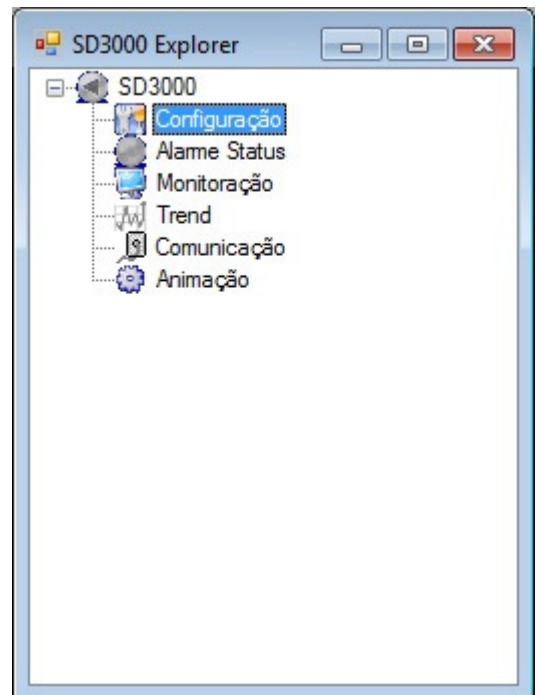 SD3000 Explorer
SD3000
Configuração
Alarme Status
Monitoração
Trend
Comunicação
Animação